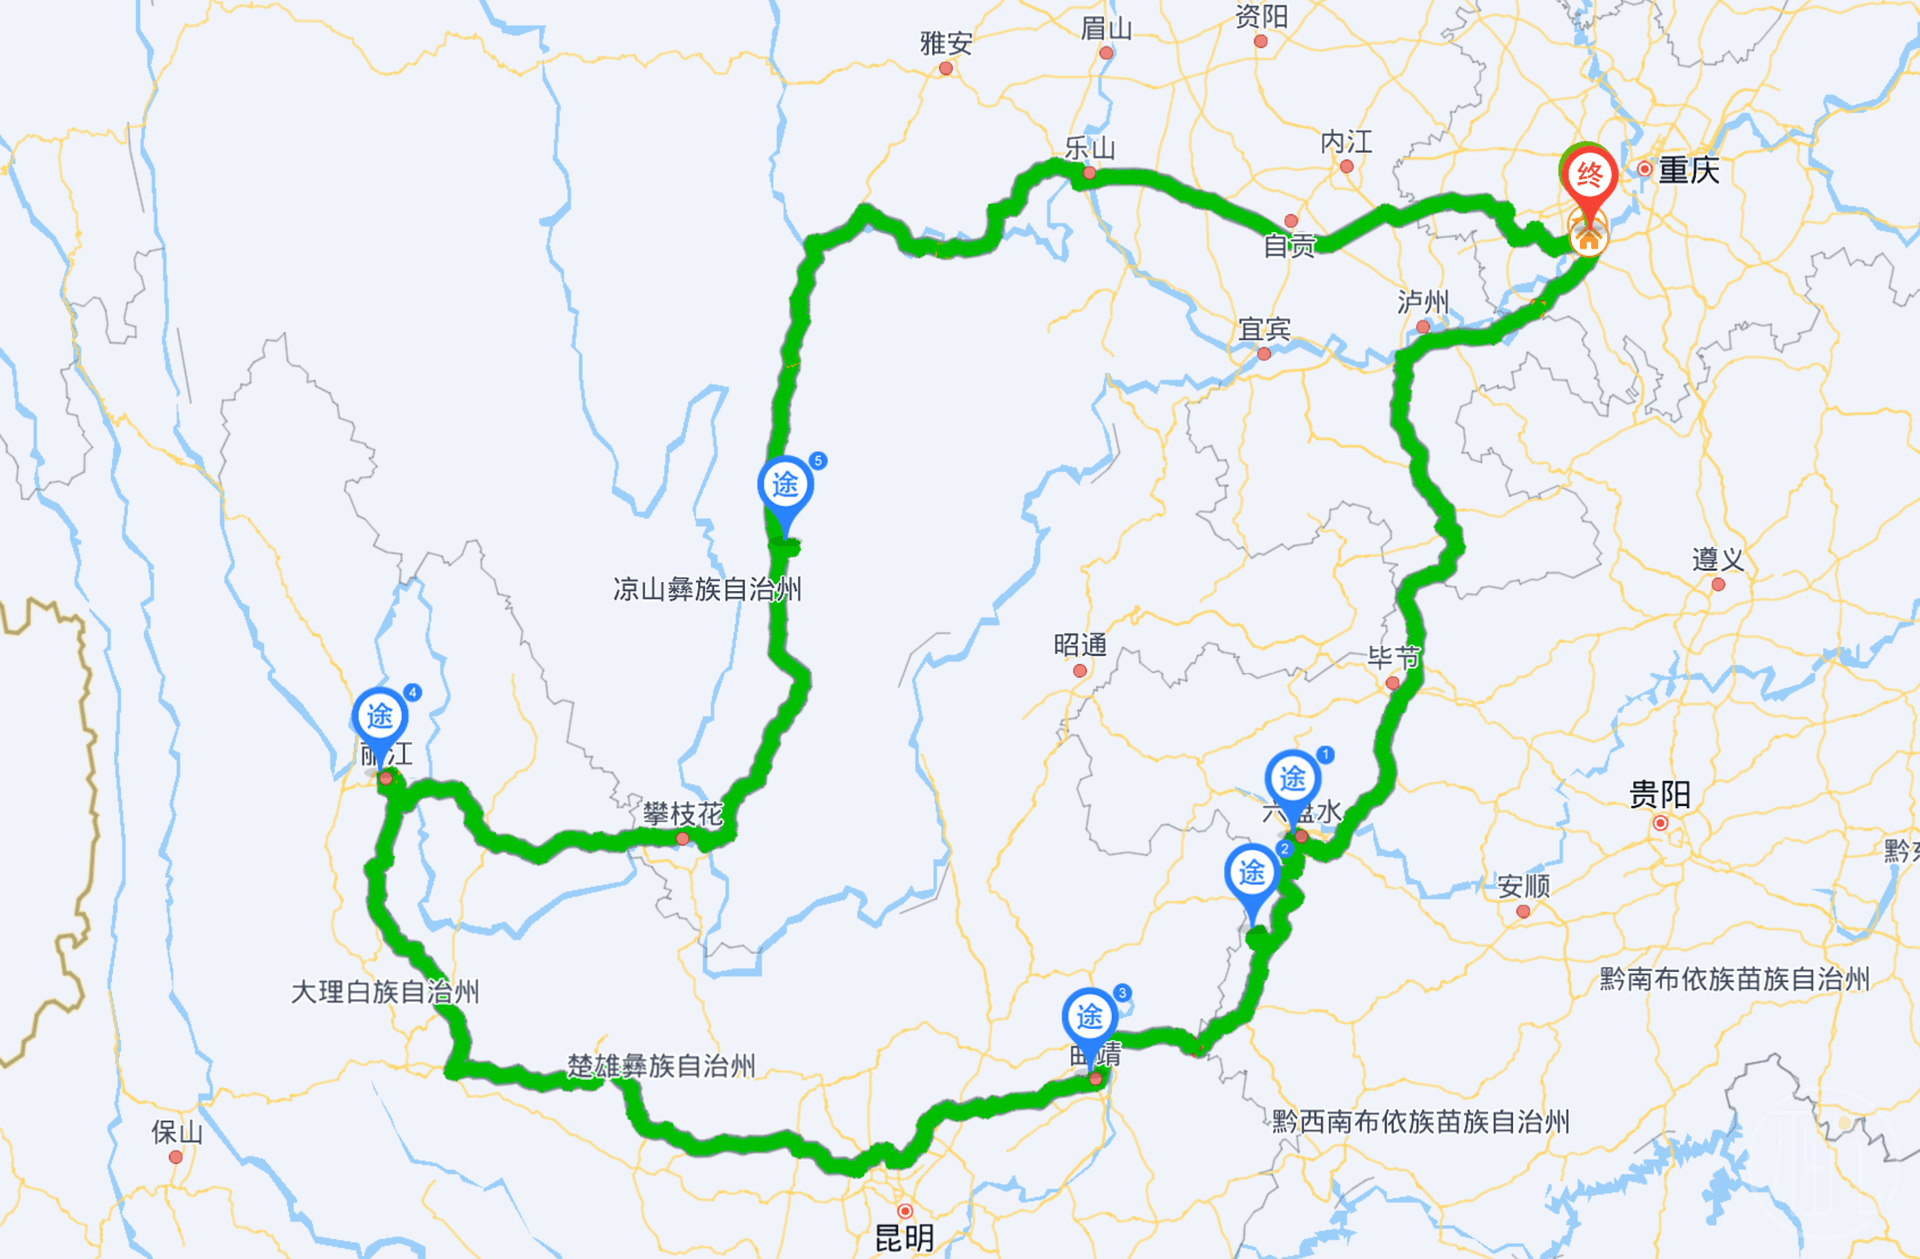 资阳
眉山
雅安
内江
乐山
终
重庆
自贡
泸州
宜宾
途
5
遵义
凉山彝族自治州
昭通
毕节
途
4
丽江
途
1
攀枝花
六盘水
贵阳
途
2
安顺
黔南布依族苗族自治州
大理白族自治州
途
3
曲靖
楚雄彝族自治州
黔西南布依族苗族自治州
保山
昆明